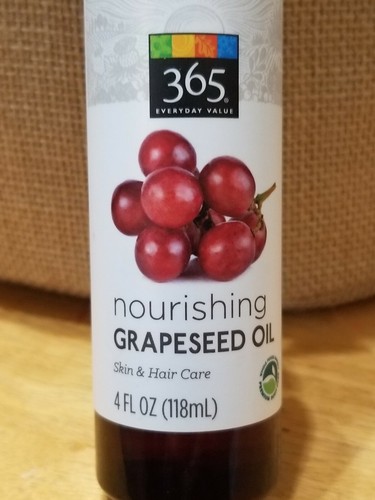 365®
EVERYDAY VALUE
nourishing
GRAPESEED OIL
Skin & Hair Care
4 FL OZ (118mL)